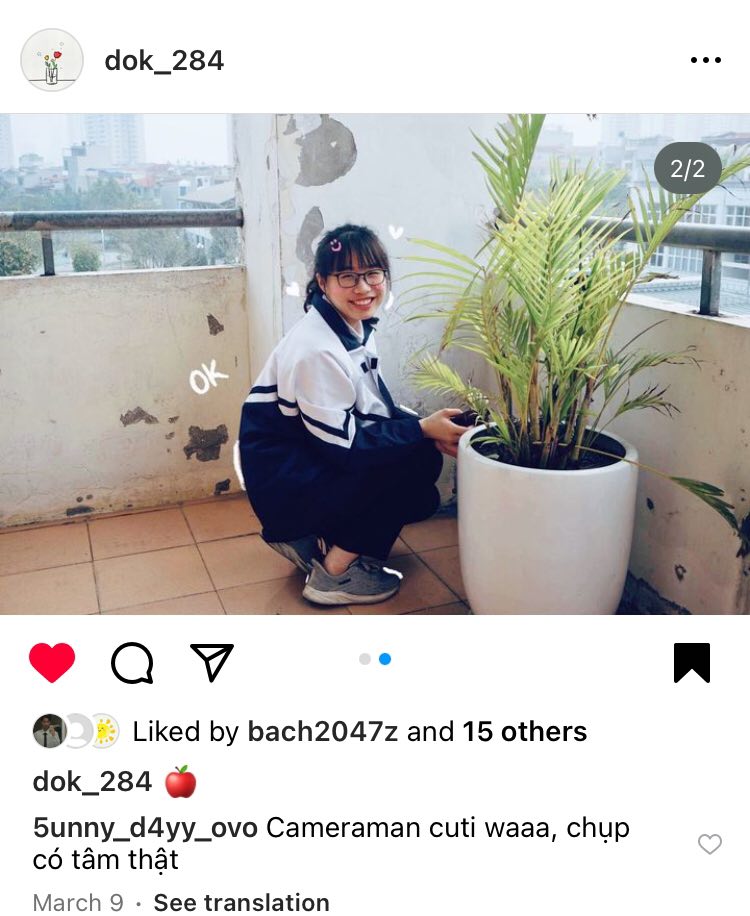 dok_284
2/2
OK
Liked by bach2047z and 15 others
dok_284 🍎
5unny_d4yy_ovo Cameraman cuti waaa, chụp
có tâm thật
March 9 · See translation